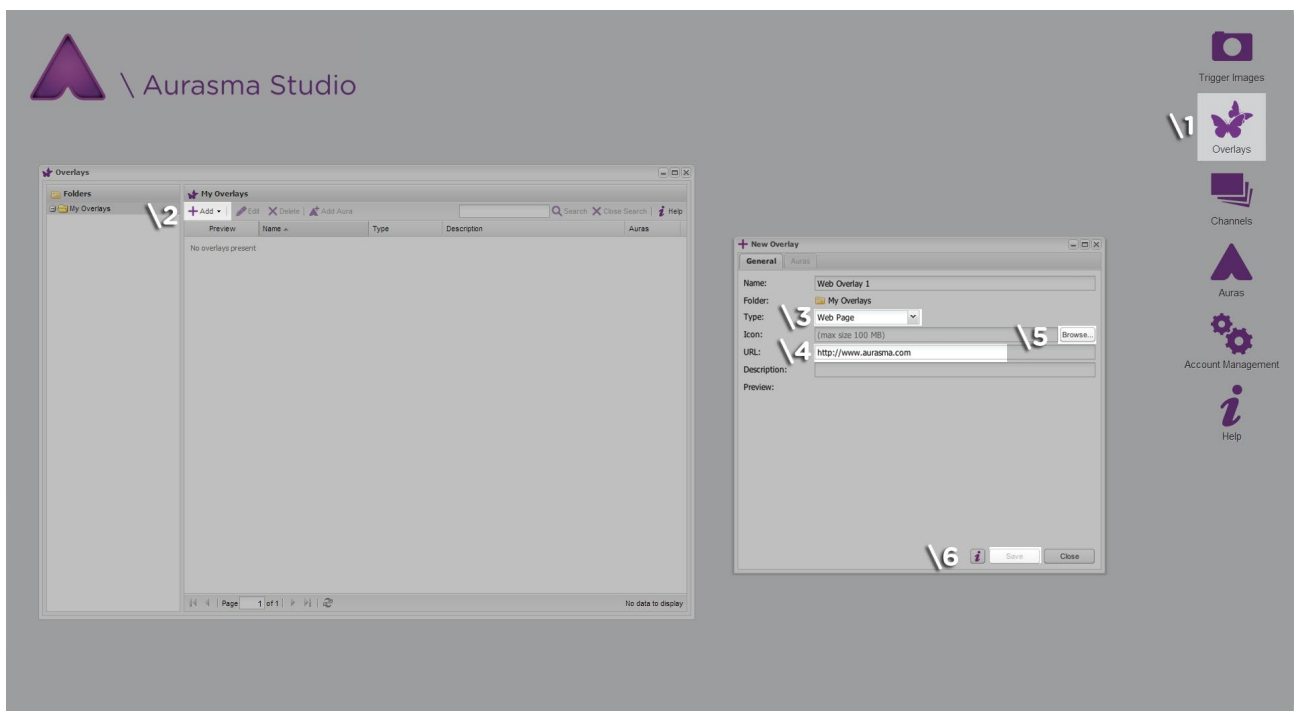 \ Aurasma Studio
Trigger Images
\1
Overlays
Channels
Auras
Account Management
Help
Overlays
Folders
My Overlays
My Overlays
\2
Add Edit Delete Add Aura Search Close Search Help
Preview Name Type Description Auras
No overlays present
Page 1 of 1 No data to display
New Overlay
General Auras
Name: Web Overlay 1
Folder: My Overlays
Type: \3 Web Page
Icon: (max size 100 MB) \5 Browse...
URL: \4 http://www.aurasma.com
Description:
Preview:
\6 i Save Close